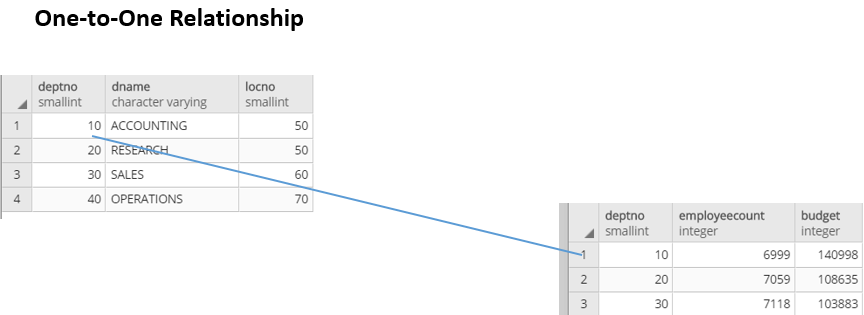 One-to-One Relationship
deptno dname locno
smallint character varying smallint
1 10 ACCOUNTING 50
2 20 RESEARCH 50
3 30 SALES 60
4 40 OPERATIONS 70
deptno employeecount budget
smallint integer integer
1 10 6999 140998
2 20 7059 108635
3 30 7118 103883